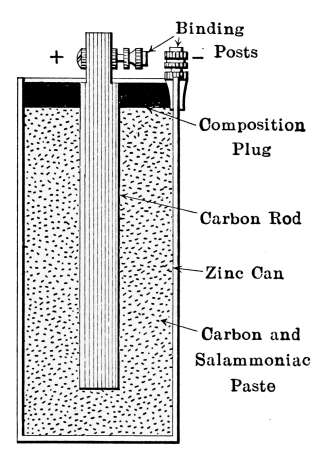 Binding
Posts
+
−
Composition
Plug
Carbon Rod
Zinc Can
Carbon and
Salammoniac
Paste